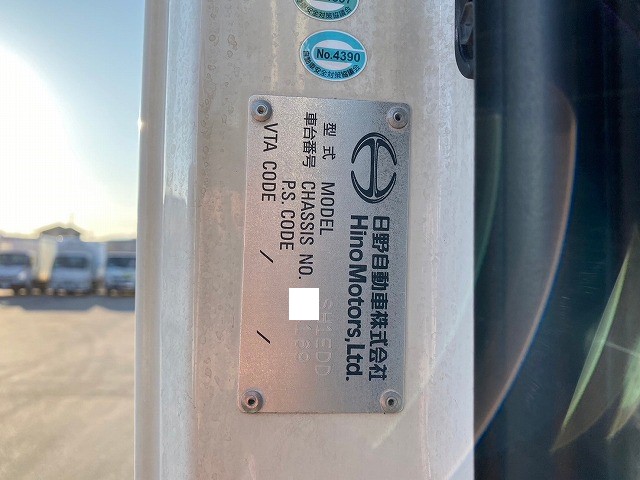 No.4390
日野自動車株式会社
Hino Motors, Ltd.
型式 MODEL SH1EDD
車台番号 CHASSIS NO.
P.S. CODE
VTA CODE / /